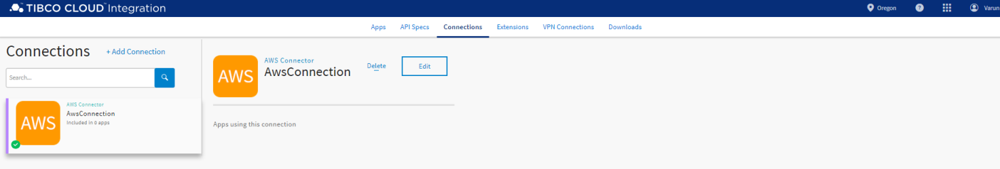 TIBCO CLOUD™ Integration
Oregon
?
Varun
Apps
API Specs
Connections
Extensions
VPN Connections
Downloads
Connections
+ Add Connection
Search...
AWS
AWS Connector
AwsConnection
Included in 0 apps
AWS
AWS Connector
AwsConnection
Delete
Edit
Apps using this connection